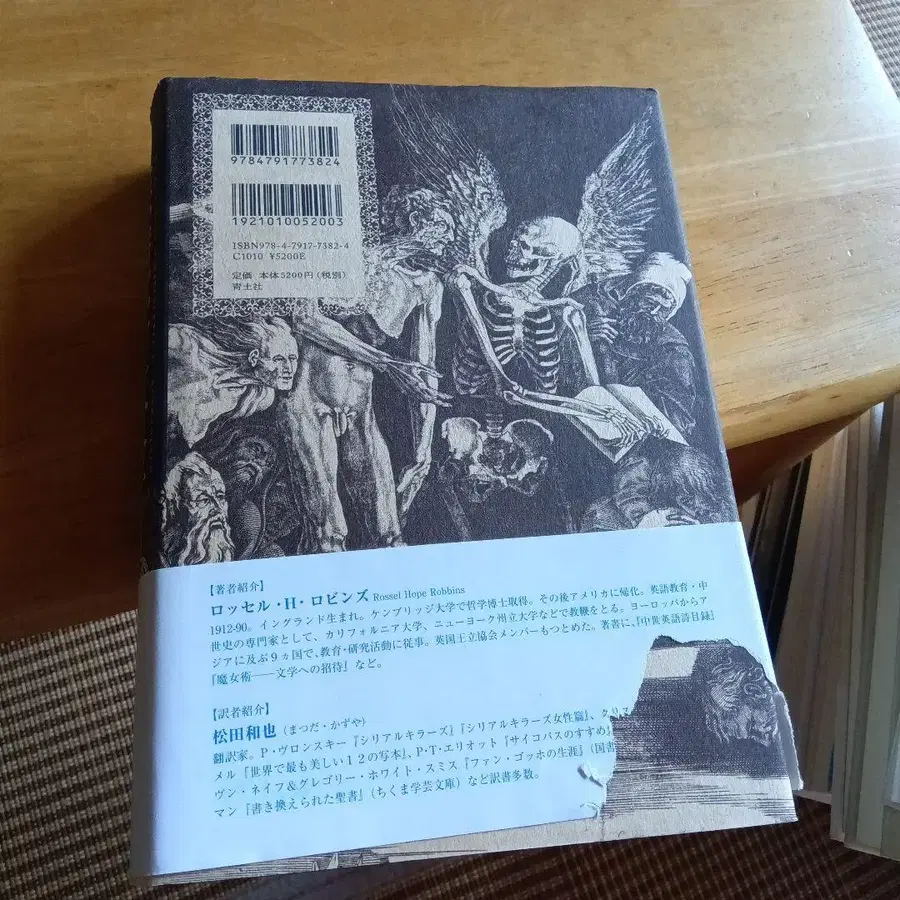 9784791773824
1921010052003
ISBN978-4-7917-7382-4
C1010 ¥5200E
定価 本体5200円(税別)
青土社
【著者紹介】
ロッセル・H・ロビンズ Rossel Hope Robbins
1912-90。イングランド生まれ。ケンブリッジ大学で哲学博士取得。その後アメリカに帰化。英語教育・中
世史の専門家として、カリフォルニア大学、ニューヨーク州立大学などで教鞭をとる。ヨーロッパからア
ジアに及ぶ9ヵ国で、教育・研究活動に従事。英国王立協会メンバーもつとめた。著書に、『中世英語詩目録』
『魔女術――文学への招待』など。
【訳者紹介】
松田和也(まつだ・かずや)
翻訳家。P・ヴロンスキー『シリアルキラーズ』『シリアルキラーズ女性篇』、クリス
メル『世界で最も美しい12の写本』、P・T・エリオット『サイコパスのすすめ』
ヴン・ネイフ&グレゴリー・ホワイト・スミス『ファン・ゴッホの生涯』(国書
マン『書き換えられた聖書』(ちくま学芸文庫)など訳書多数。